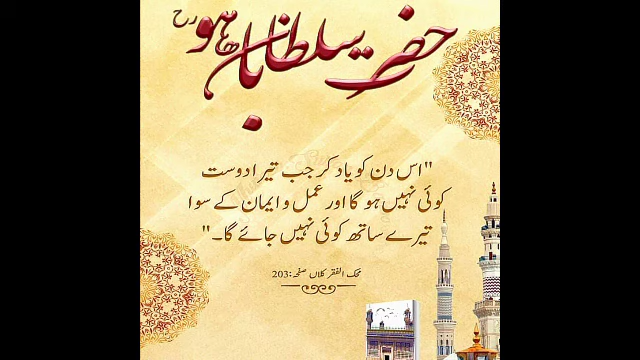 حضرت سلطان باہو رح
"اس دن کو یاد کر جب تیرا دوست
کوئی نہیں ہو گا اور عمل و ایمان کے سوا
تیرے ساتھ کوئی نہیں جائے گا۔"
محک الفقر کلاں صفحہ:203